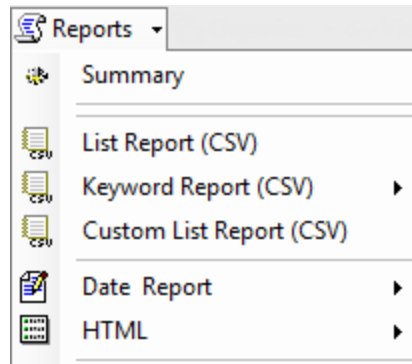 Reports
Summary
List Report (CSV)
Keyword Report (CSV)
Custom List Report (CSV)
Date  Report
HTML